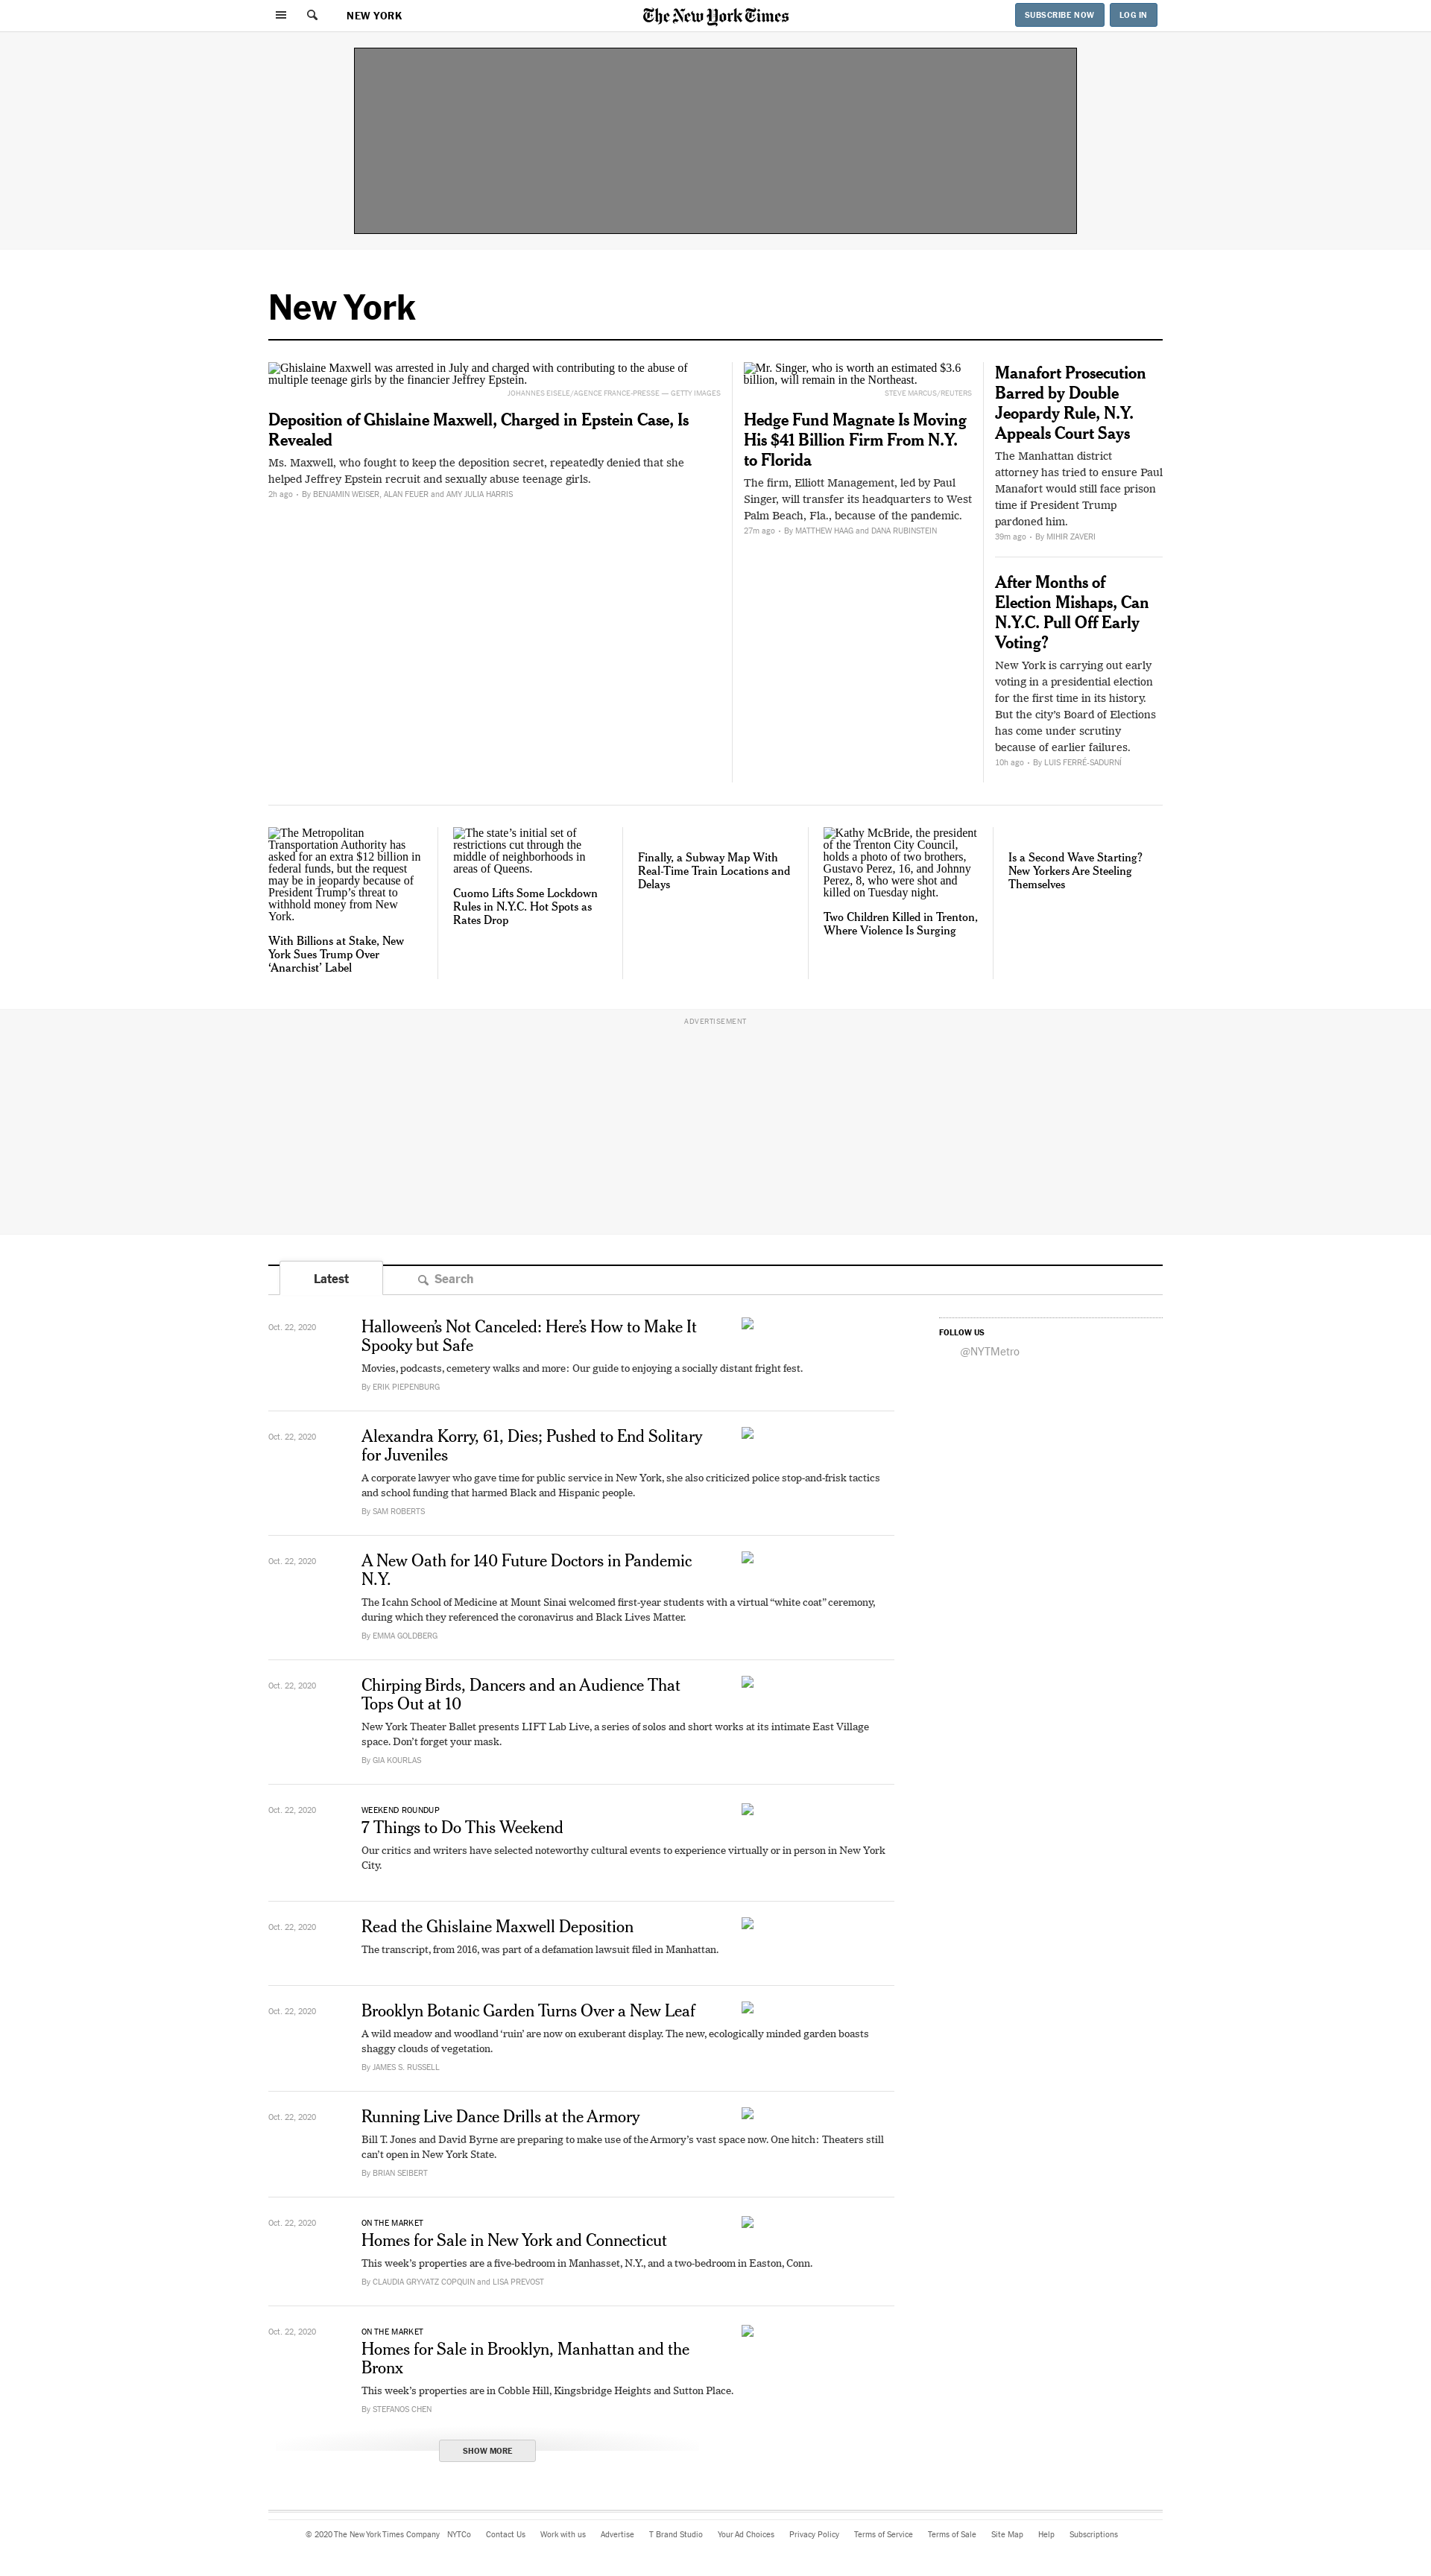 NEW YORK
The New York Times
SUBSCRIBE NOW
LOG IN
New York
Ghislaine Maxwell was arrested in July and charged with contributing to the abuse of
multiple teenage girls by the financier Jeffrey Epstein.
JOHANNES EISELE/AGENCE FRANCE-PRESSE — GETTY IMAGES
Deposition of Ghislaine Maxwell, Charged in Epstein Case, Is
Revealed
Ms. Maxwell, who fought to keep the deposition secret, repeatedly denied that she
helped Jeffrey Epstein recruit and sexually abuse teenage girls.
2h ago • By BENJAMIN WEISER, ALAN FEUER and AMY JULIA HARRIS
Mr. Singer, who is worth an estimated $3.6
billion, will remain in the Northeast.
STEVE MARCUS/REUTERS
Hedge Fund Magnate Is Moving
His $41 Billion Firm From N.Y.
to Florida
The firm, Elliott Management, led by Paul
Singer, will transfer its headquarters to West
Palm Beach, Fla., because of the pandemic.
27m ago • By MATTHEW HAAG and DANA RUBINSTEIN
Manafort Prosecution
Barred by Double
Jeopardy Rule, N.Y.
Appeals Court Says
The Manhattan district
attorney has tried to ensure Paul
Manafort would still face prison
time if President Trump
pardoned him.
39m ago • By MIHIR ZAVERI
After Months of
Election Mishaps, Can
N.Y.C. Pull Off Early
Voting?
New York is carrying out early
voting in a presidential election
for the first time in its history.
But the city’s Board of Elections
has come under scrutiny
because of earlier failures.
10h ago • By LUIS FERRÉ-SADURNÍ
The Metropolitan
Transportation Authority has
asked for an extra $12 billion in
federal funds, but the request
may be in jeopardy because of
President Trump’s threat to
withhold money from New
York.
With Billions at Stake, New
York Sues Trump Over
‘Anarchist’ Label
The state’s initial set of
restrictions cut through the
middle of neighborhoods in
areas of Queens.
Cuomo Lifts Some Lockdown
Rules in N.Y.C. Hot Spots as
Rates Drop
Finally, a Subway Map With
Real-Time Train Locations and
Delays
Kathy McBride, the president
of the Trenton City Council,
holds a photo of two brothers,
Gustavo Perez, 16, and Johnny
Perez, 8, who were shot and
killed on Tuesday night.
Two Children Killed in Trenton,
Where Violence Is Surging
Is a Second Wave Starting?
New Yorkers Are Steeling
Themselves
ADVERTISEMENT
Latest
Search
Oct. 22, 2020
Halloween’s Not Canceled: Here’s How to Make It
Spooky but Safe
Movies, podcasts, cemetery walks and more: Our guide to enjoying a socially distant fright fest.
By ERIK PIEPENBURG
FOLLOW US
@NYTMetro
Oct. 22, 2020
Alexandra Korry, 61, Dies; Pushed to End Solitary
for Juveniles
A corporate lawyer who gave time for public service in New York, she also criticized police stop-and-frisk tactics
and school funding that harmed Black and Hispanic people.
By SAM ROBERTS
Oct. 22, 2020
A New Oath for 140 Future Doctors in Pandemic
N.Y.
The Icahn School of Medicine at Mount Sinai welcomed first-year students with a virtual “white coat” ceremony,
during which they referenced the coronavirus and Black Lives Matter.
By EMMA GOLDBERG
Oct. 22, 2020
Chirping Birds, Dancers and an Audience That
Tops Out at 10
New York Theater Ballet presents LIFT Lab Live, a series of solos and short works at its intimate East Village
space. Don’t forget your mask.
By GIA KOURLAS
Oct. 22, 2020
WEEKEND ROUNDUP
7 Things to Do This Weekend
Our critics and writers have selected noteworthy cultural events to experience virtually or in person in New York
City.
Oct. 22, 2020
Read the Ghislaine Maxwell Deposition
The transcript, from 2016, was part of a defamation lawsuit filed in Manhattan.
Oct. 22, 2020
Brooklyn Botanic Garden Turns Over a New Leaf
A wild meadow and woodland ‘ruin’ are now on exuberant display. The new, ecologically minded garden boasts
shaggy clouds of vegetation.
By JAMES S. RUSSELL
Oct. 22, 2020
Running Live Dance Drills at the Armory
Bill T. Jones and David Byrne are preparing to make use of the Armory’s vast space now. One hitch: Theaters still
can’t open in New York State.
By BRIAN SEIBERT
Oct. 22, 2020
ON THE MARKET
Homes for Sale in New York and Connecticut
This week’s properties are a five-bedroom in Manhasset, N.Y., and a two-bedroom in Easton, Conn.
By CLAUDIA GRYVATZ COPQUIN and LISA PREVOST
Oct. 22, 2020
ON THE MARKET
Homes for Sale in Brooklyn, Manhattan and the
Bronx
This week’s properties are in Cobble Hill, Kingsbridge Heights and Sutton Place.
By STEFANOS CHEN
SHOW MORE
© 2020 The New York Times Company NYTCo Contact Us Work with us Advertise T Brand Studio Your Ad Choices Privacy Policy Terms of Service Terms of Sale Site Map Help Subscriptions